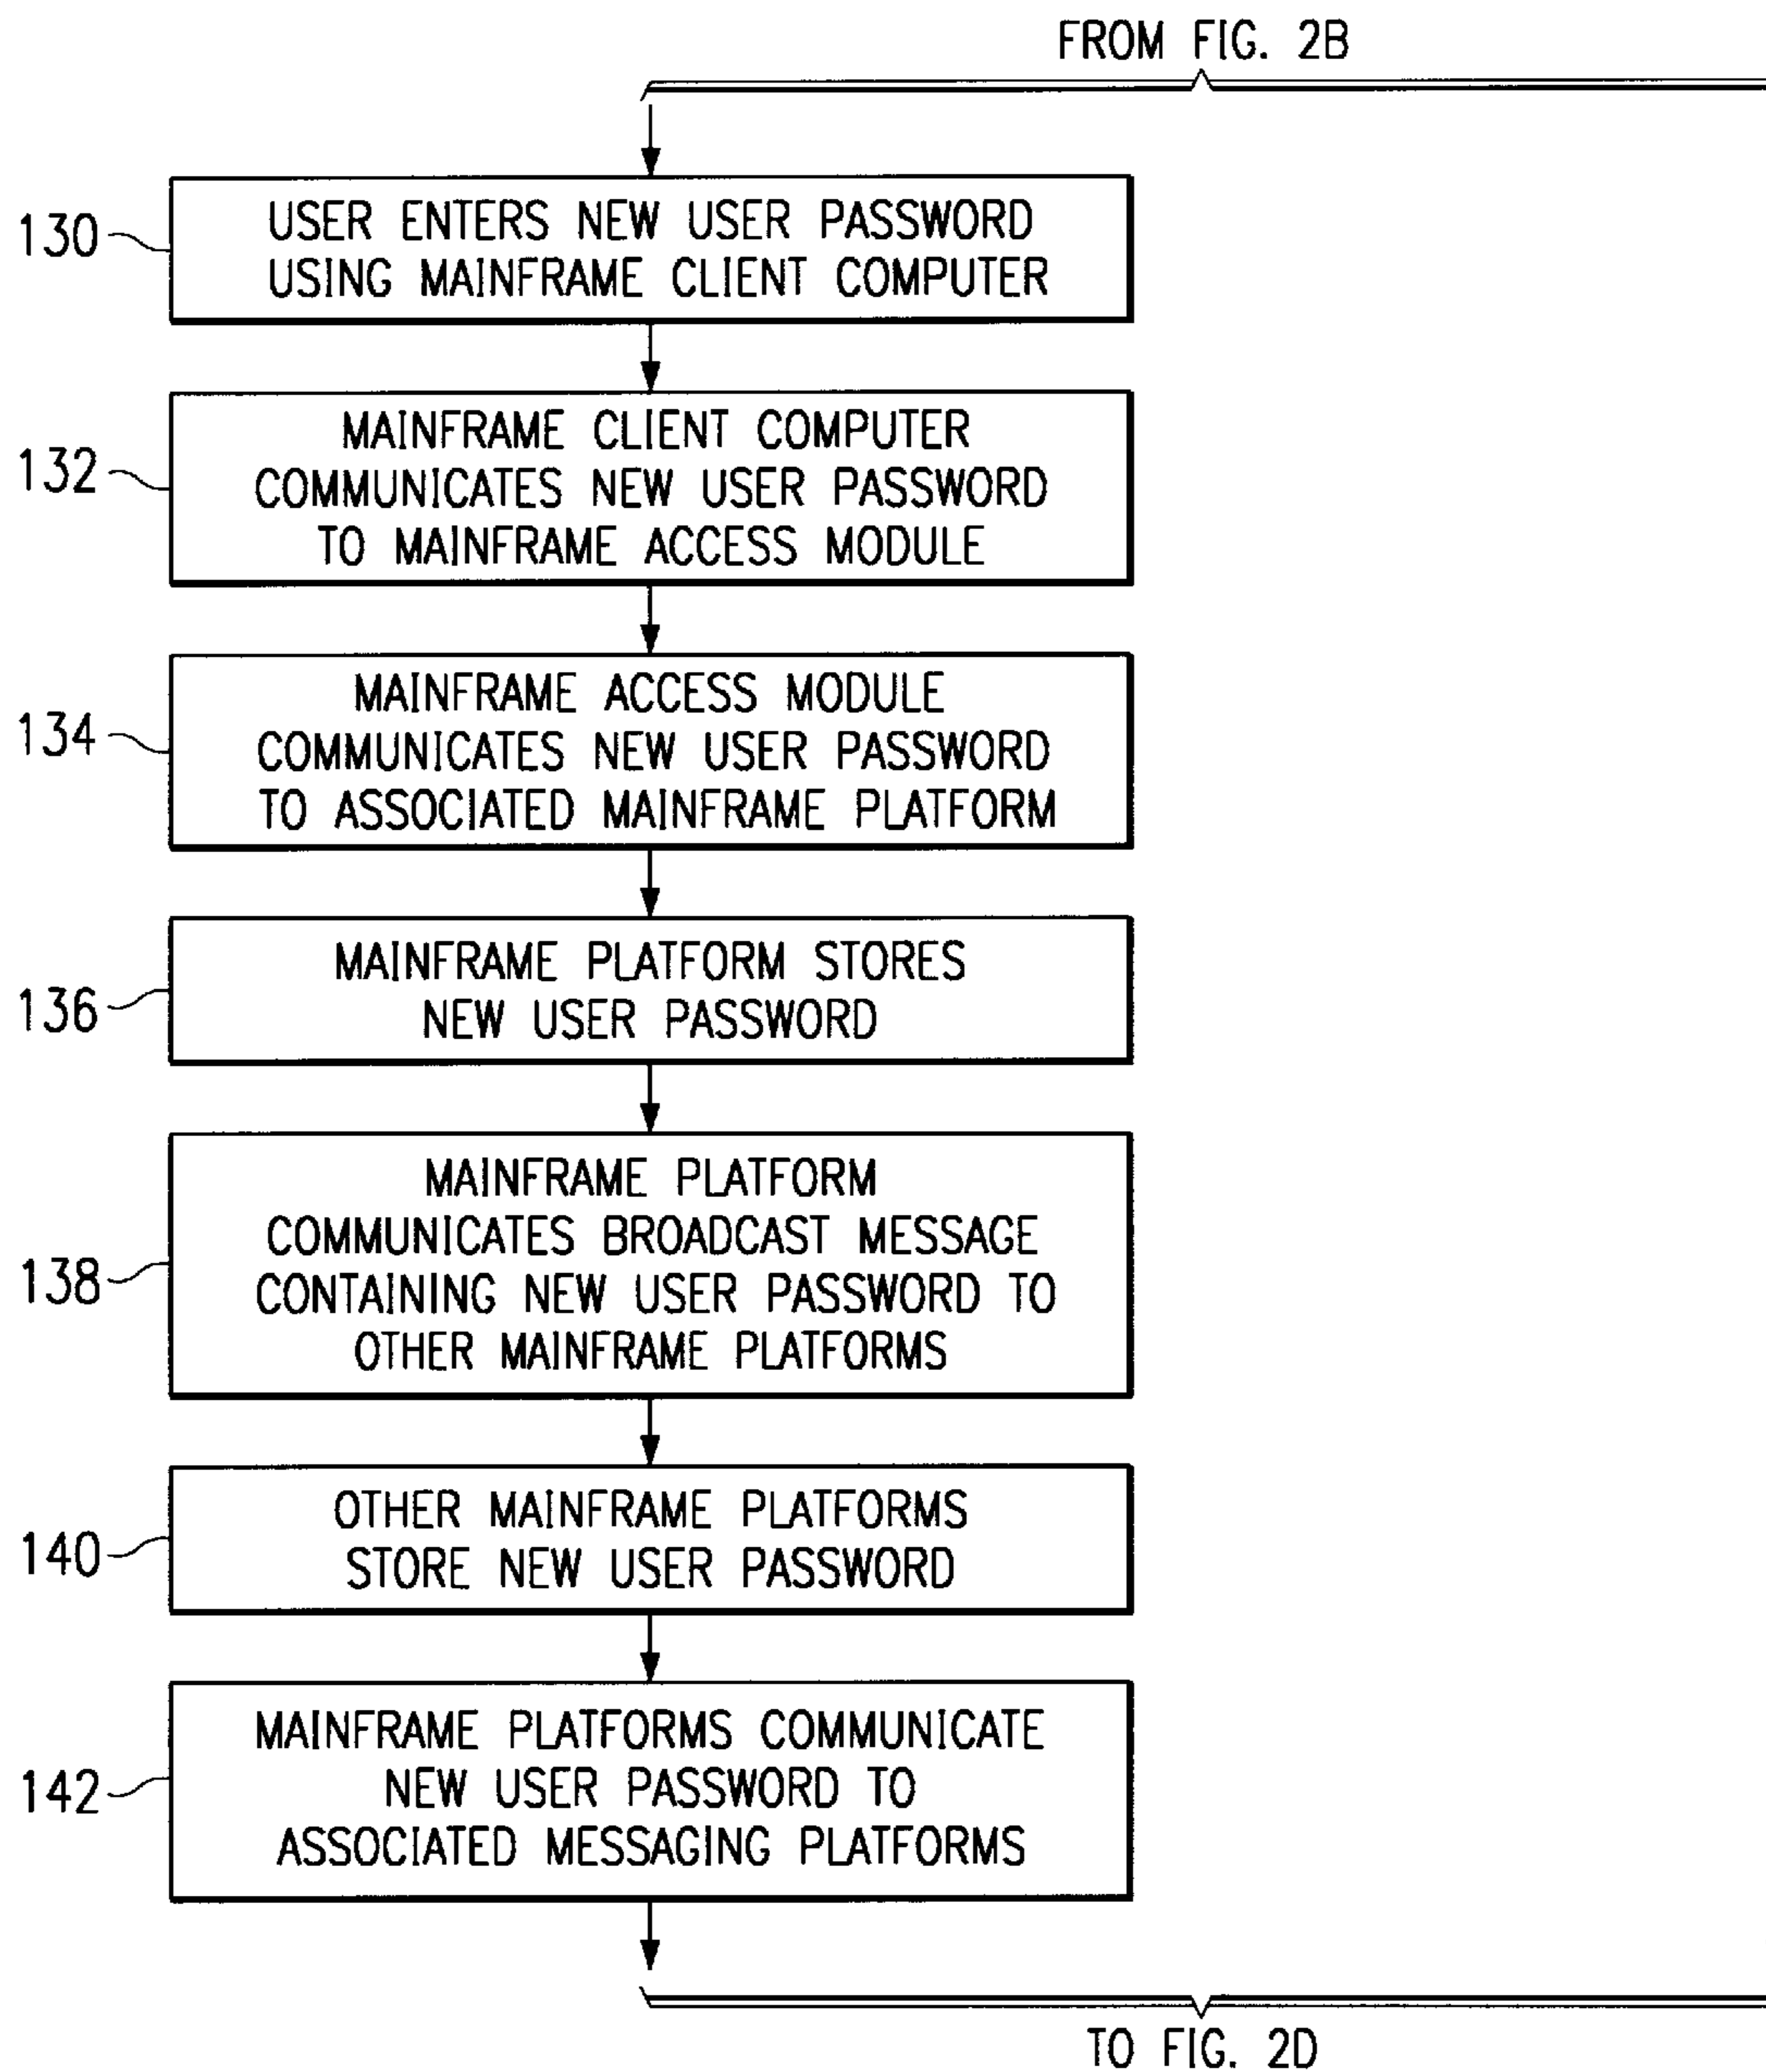 FROM FIG. 2B
130
USER ENTERS NEW USER PASSWORD
USING MAINFRAME CLIENT COMPUTER
132
MAINFRAME CLIENT COMPUTER
COMMUNICATES NEW USER PASSWORD
TO MAINFRAME ACCESS MODULE
134
MAINFRAME ACCESS MODULE
COMMUNICATES NEW USER PASSWORD
TO ASSOCIATED MAINFRAME PLATFORM
136
MAINFRAME PLATFORM STORES
NEW USER PASSWORD
138
MAINFRAME PLATFORM
COMMUNICATES BROADCAST MESSAGE
CONTAINING NEW USER PASSWORD TO
OTHER MAINFRAME PLATFORMS
140
OTHER MAINFRAME PLATFORMS
STORE NEW USER PASSWORD
142
MAINFRAME PLATFORMS COMMUNICATE
NEW USER PASSWORD TO
ASSOCIATED MESSAGING PLATFORMS
TO FIG. 2D